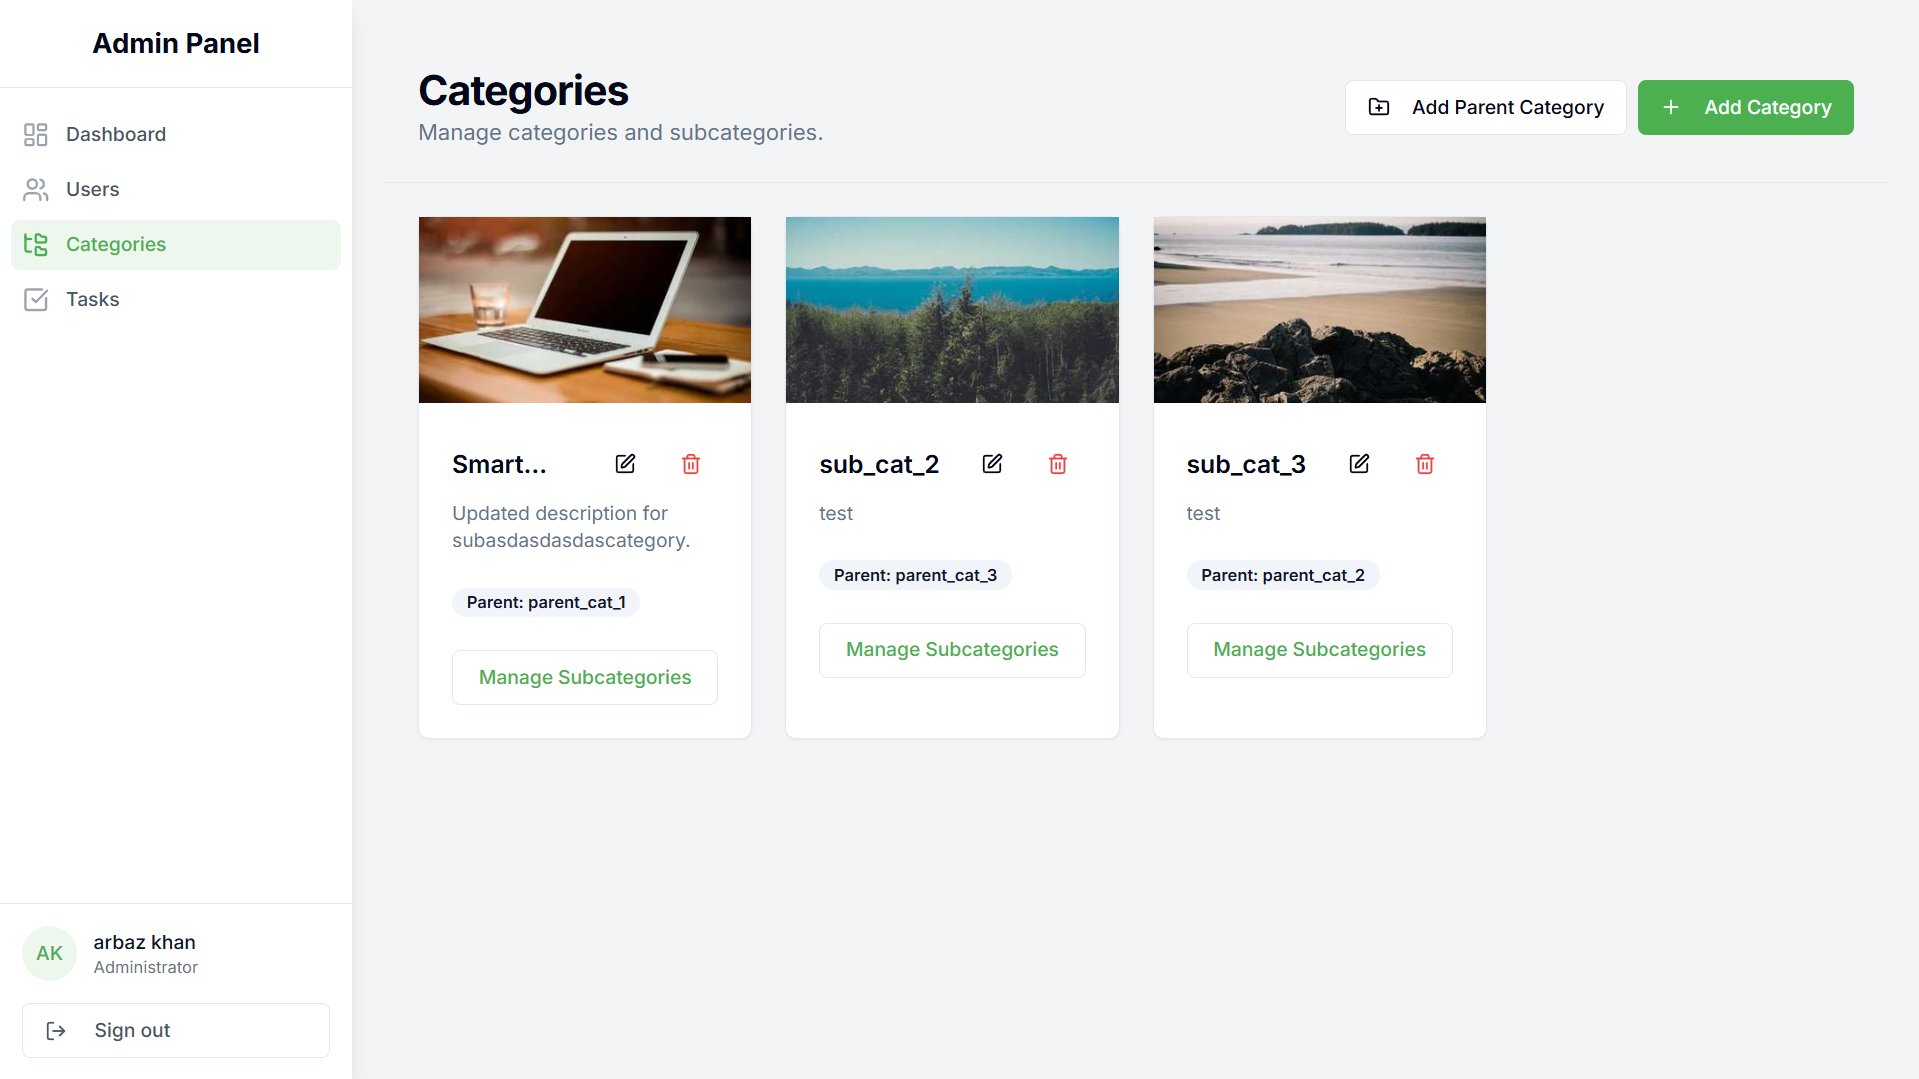 Admin Panel
Dashboard
Users
Categories
Tasks
AK
arbaz khan
Administrator
Sign out
Categories
Manage categories and subcategories.
Add Parent Category
Add Category
Smart...
Updated description for
subasdasdasdascategory.
Parent: parent_cat_1
Manage Subcategories
sub_cat_2
test
Parent: parent_cat_3
Manage Subcategories
sub_cat_3
test
Parent: parent_cat_2
Manage Subcategories